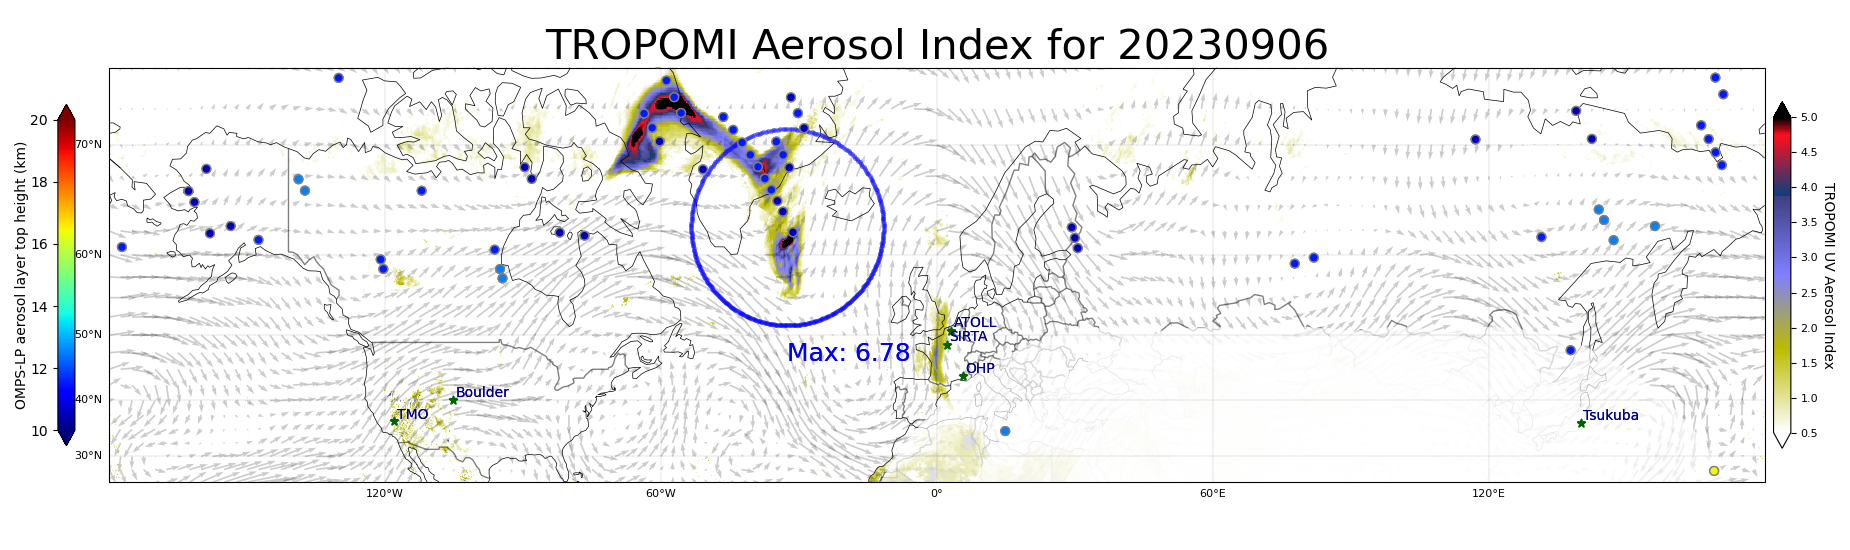 TROPOMI Aerosol Index for 20230906
OMPS-LP aerosol layer top height (km)
20
18
16
14
12
10
70°N
60°N
50°N
40°N
30°N
120°W
60°W
0°
60°E
120°E
Max: 6.78
ATOLL
SIRTA
OHP
Boulder
TMO
Tsukuba
5.0
4.5
4.0
3.5
3.0
2.5
2.0
1.5
1.0
0.5
TROPOMI UV Aerosol Index